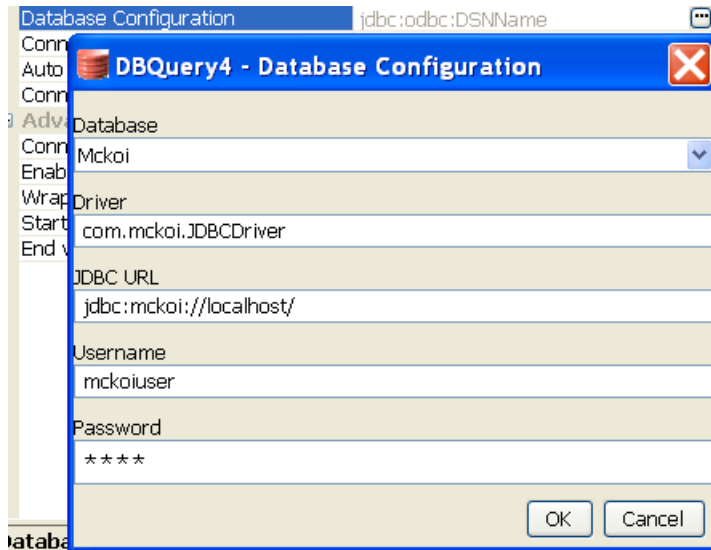 Database Configuration jdbc:odbc:DSNName
Conn
DBQuery4 - Database Configuration
Auto
Conn
Adva
Database
Conn
Mckoi
Enab
Wrap
Driver
Start
com.mckoi.JDBCDriver
End v
JDBC URL
jdbc:mckoi://localhost/
Username
mckoiuser
Password
****
OK Cancel
Databa